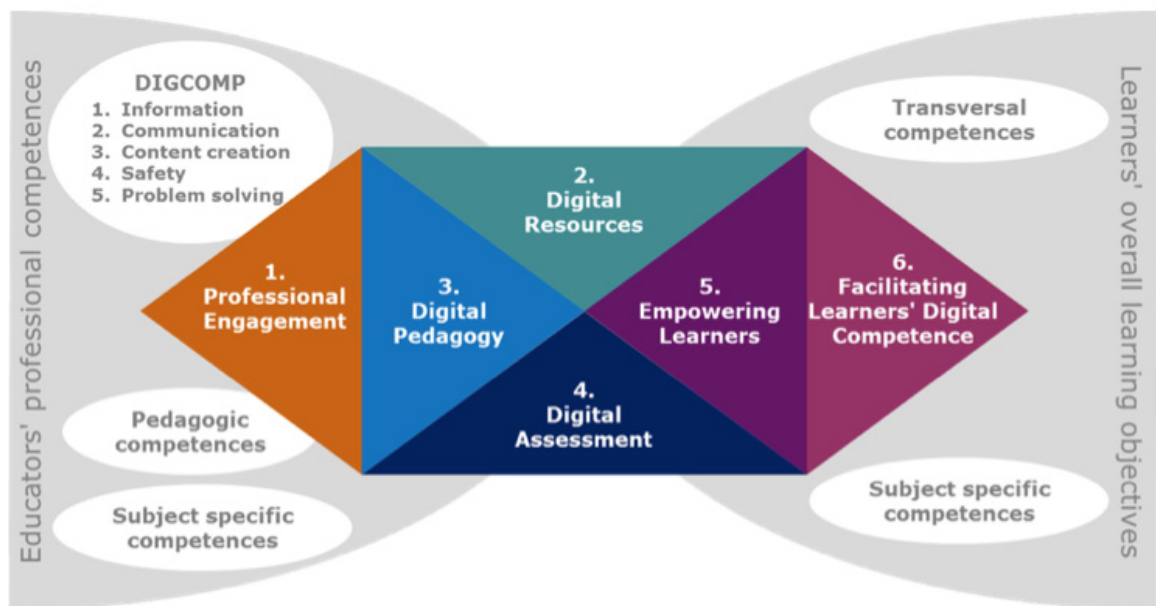 Educators' professional competences
DIGCOMP
1. Information
2. Communication
3. Content creation
4. Safety
5. Problem solving
Pedagogic
competences
Subject specific
competences
1.
Professional
Engagement
2.
Digital
Resources
3.
Digital
Pedagogy
4.
Digital
Assessment
5.
Empowering
Learners
6.
Facilitating
Learners' Digital
Competence
Transversal
competences
Subject specific
competences
Learners' overall learning objectives